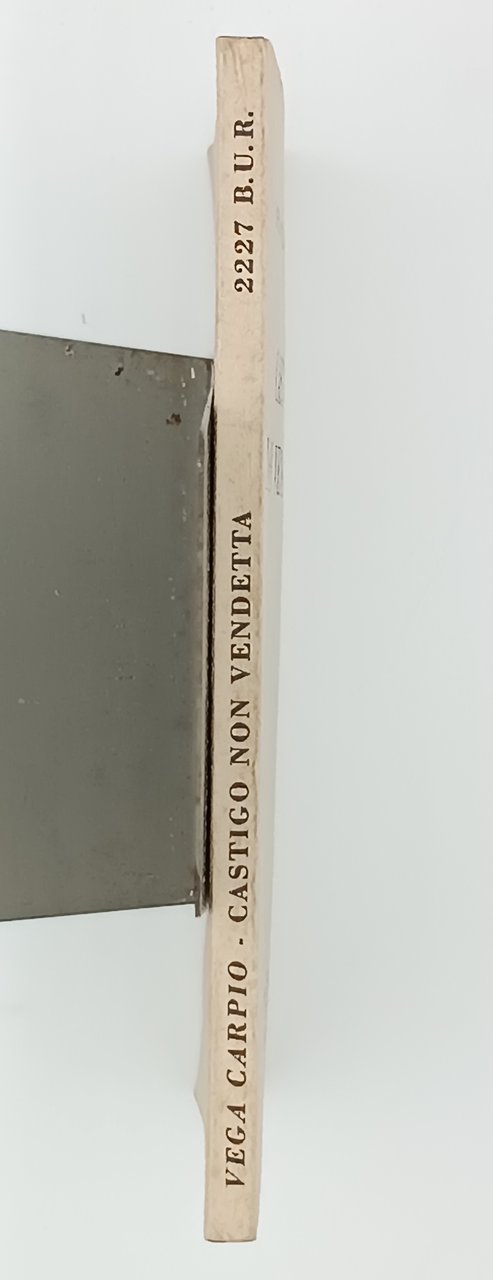 VEGA CARPIO - CASTIGO NON VENDETTA 2227 B.U.R.